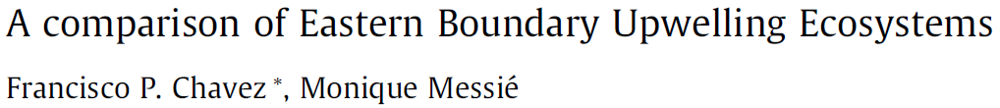 A comparison of Eastern Boundary Upwelling Ecosystems
Francisco P. Chavez *, Monique Messié